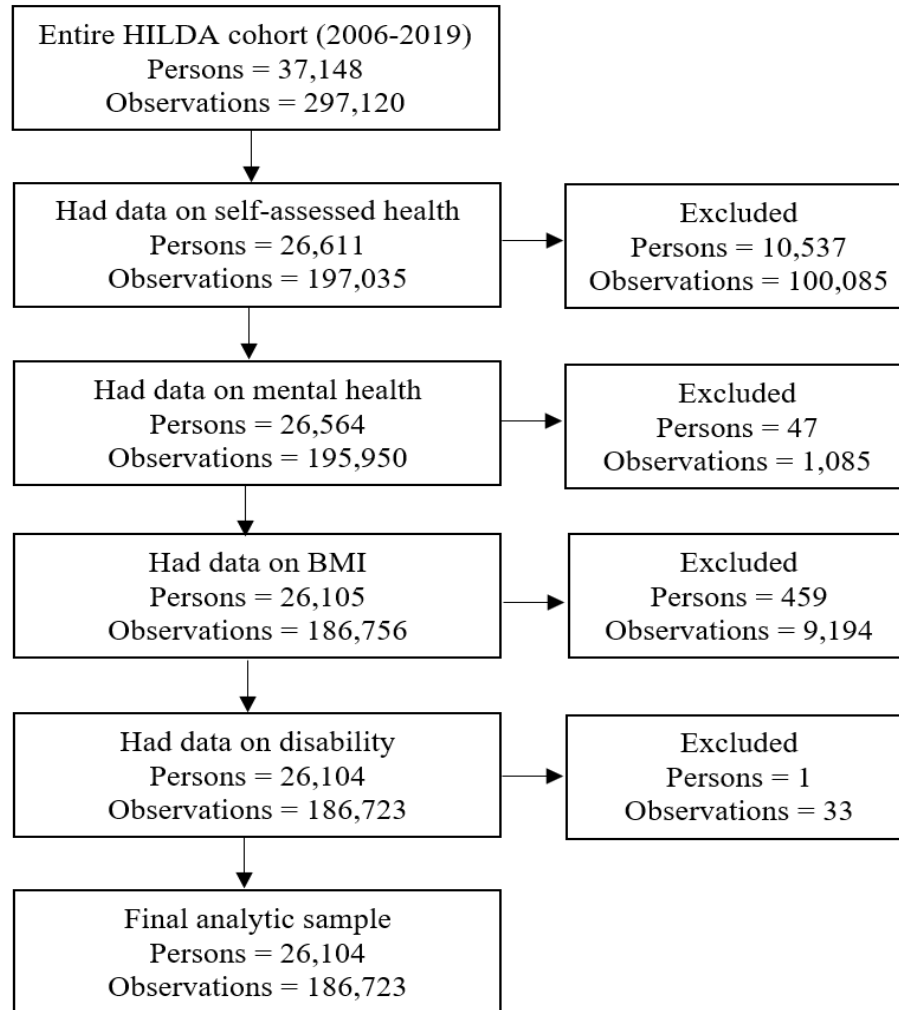 Entire HILDA cohort (2006-2019)
Persons = 37,148
Observations = 297,120
Had data on self-assessed health
Persons = 26,611
Observations = 197,035
Excluded
Persons = 10,537
Observations = 100,085
Had data on mental health
Persons = 26,564
Observations = 195,950
Excluded
Persons = 47
Observations = 1,085
Had data on BMI
Persons = 26,105
Observations = 186,756
Excluded
Persons = 459
Observations = 9,194
Had data on disability
Persons = 26,104
Observations = 186,723
Excluded
Persons = 1
Observations = 33
Final analytic sample
Persons = 26,104
Observations = 186,723